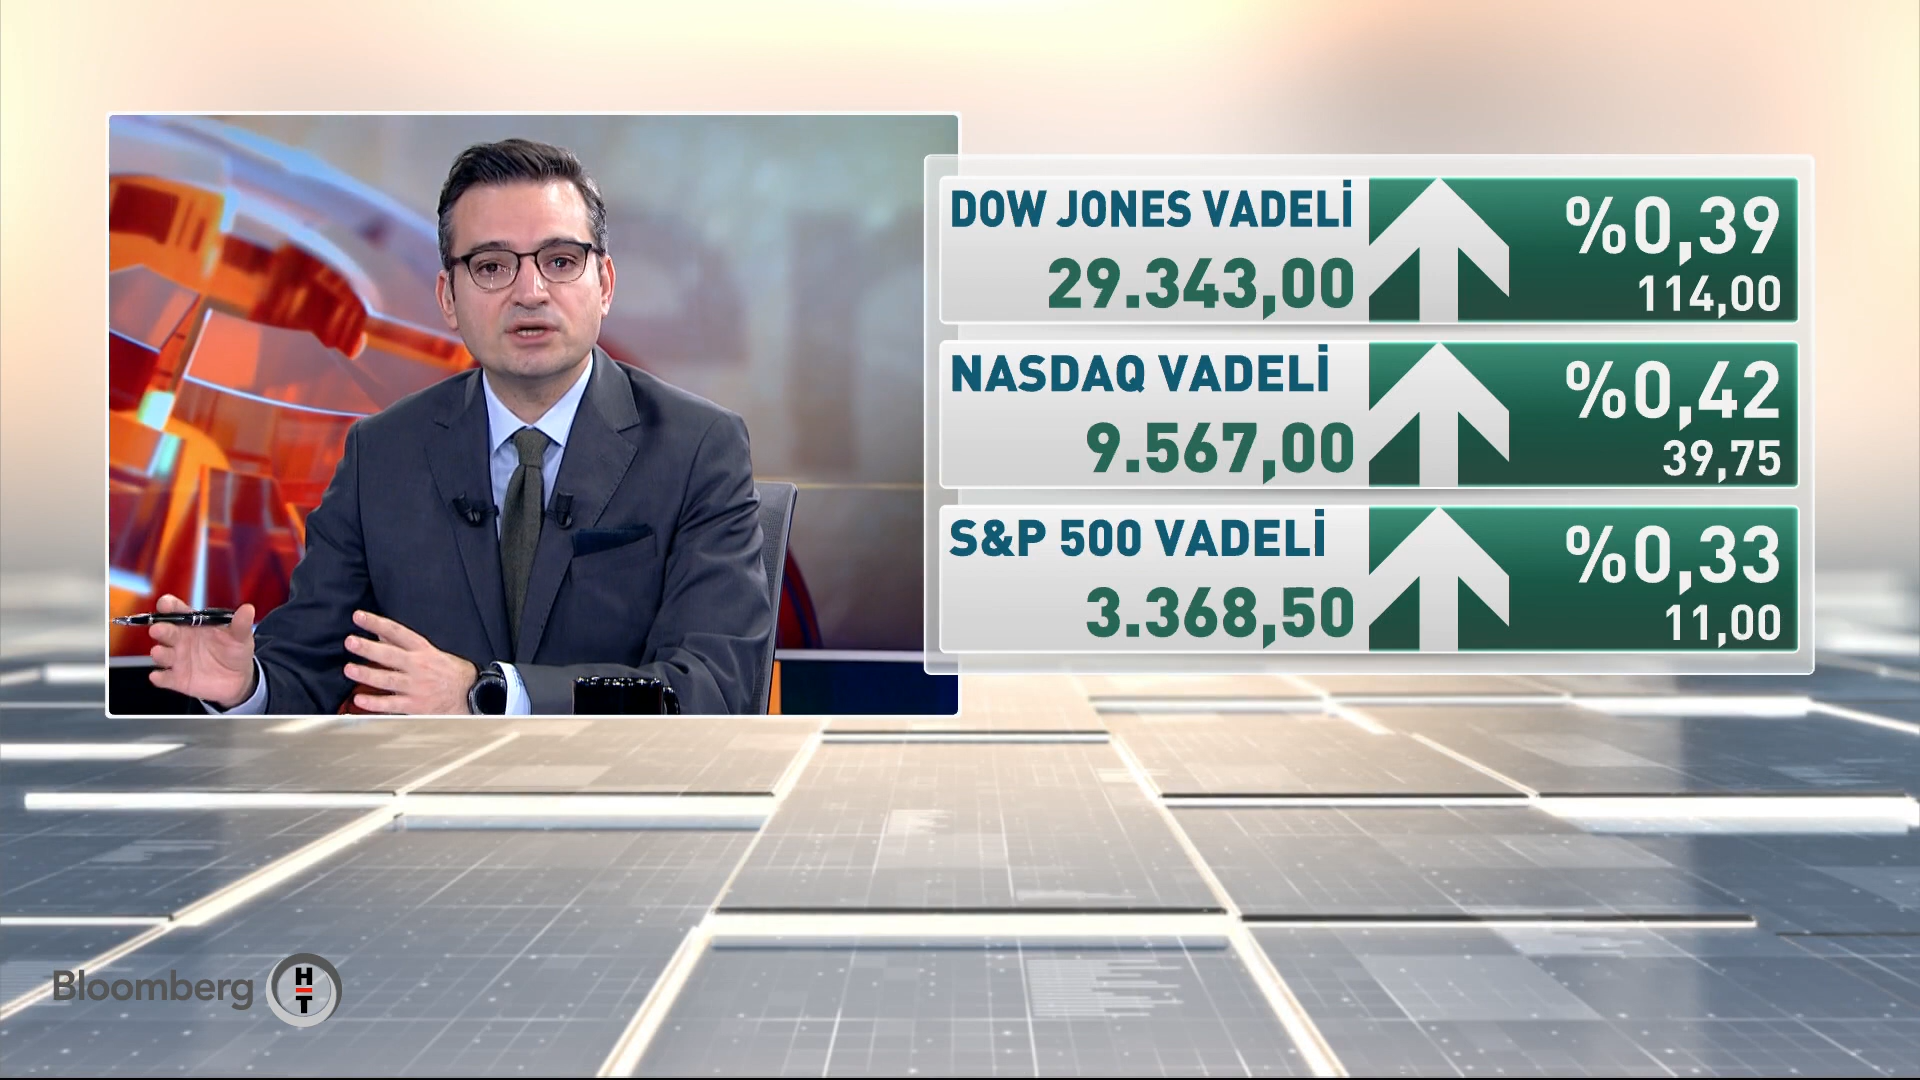 DOW JONES VADELİ
29.343,00
%0,39
114,00
NASDAQ VADELİ
9.567,00
%0,42
39,75
S&P 500 VADELİ
3.368,50
%0,33
11,00
Bloomberg HT